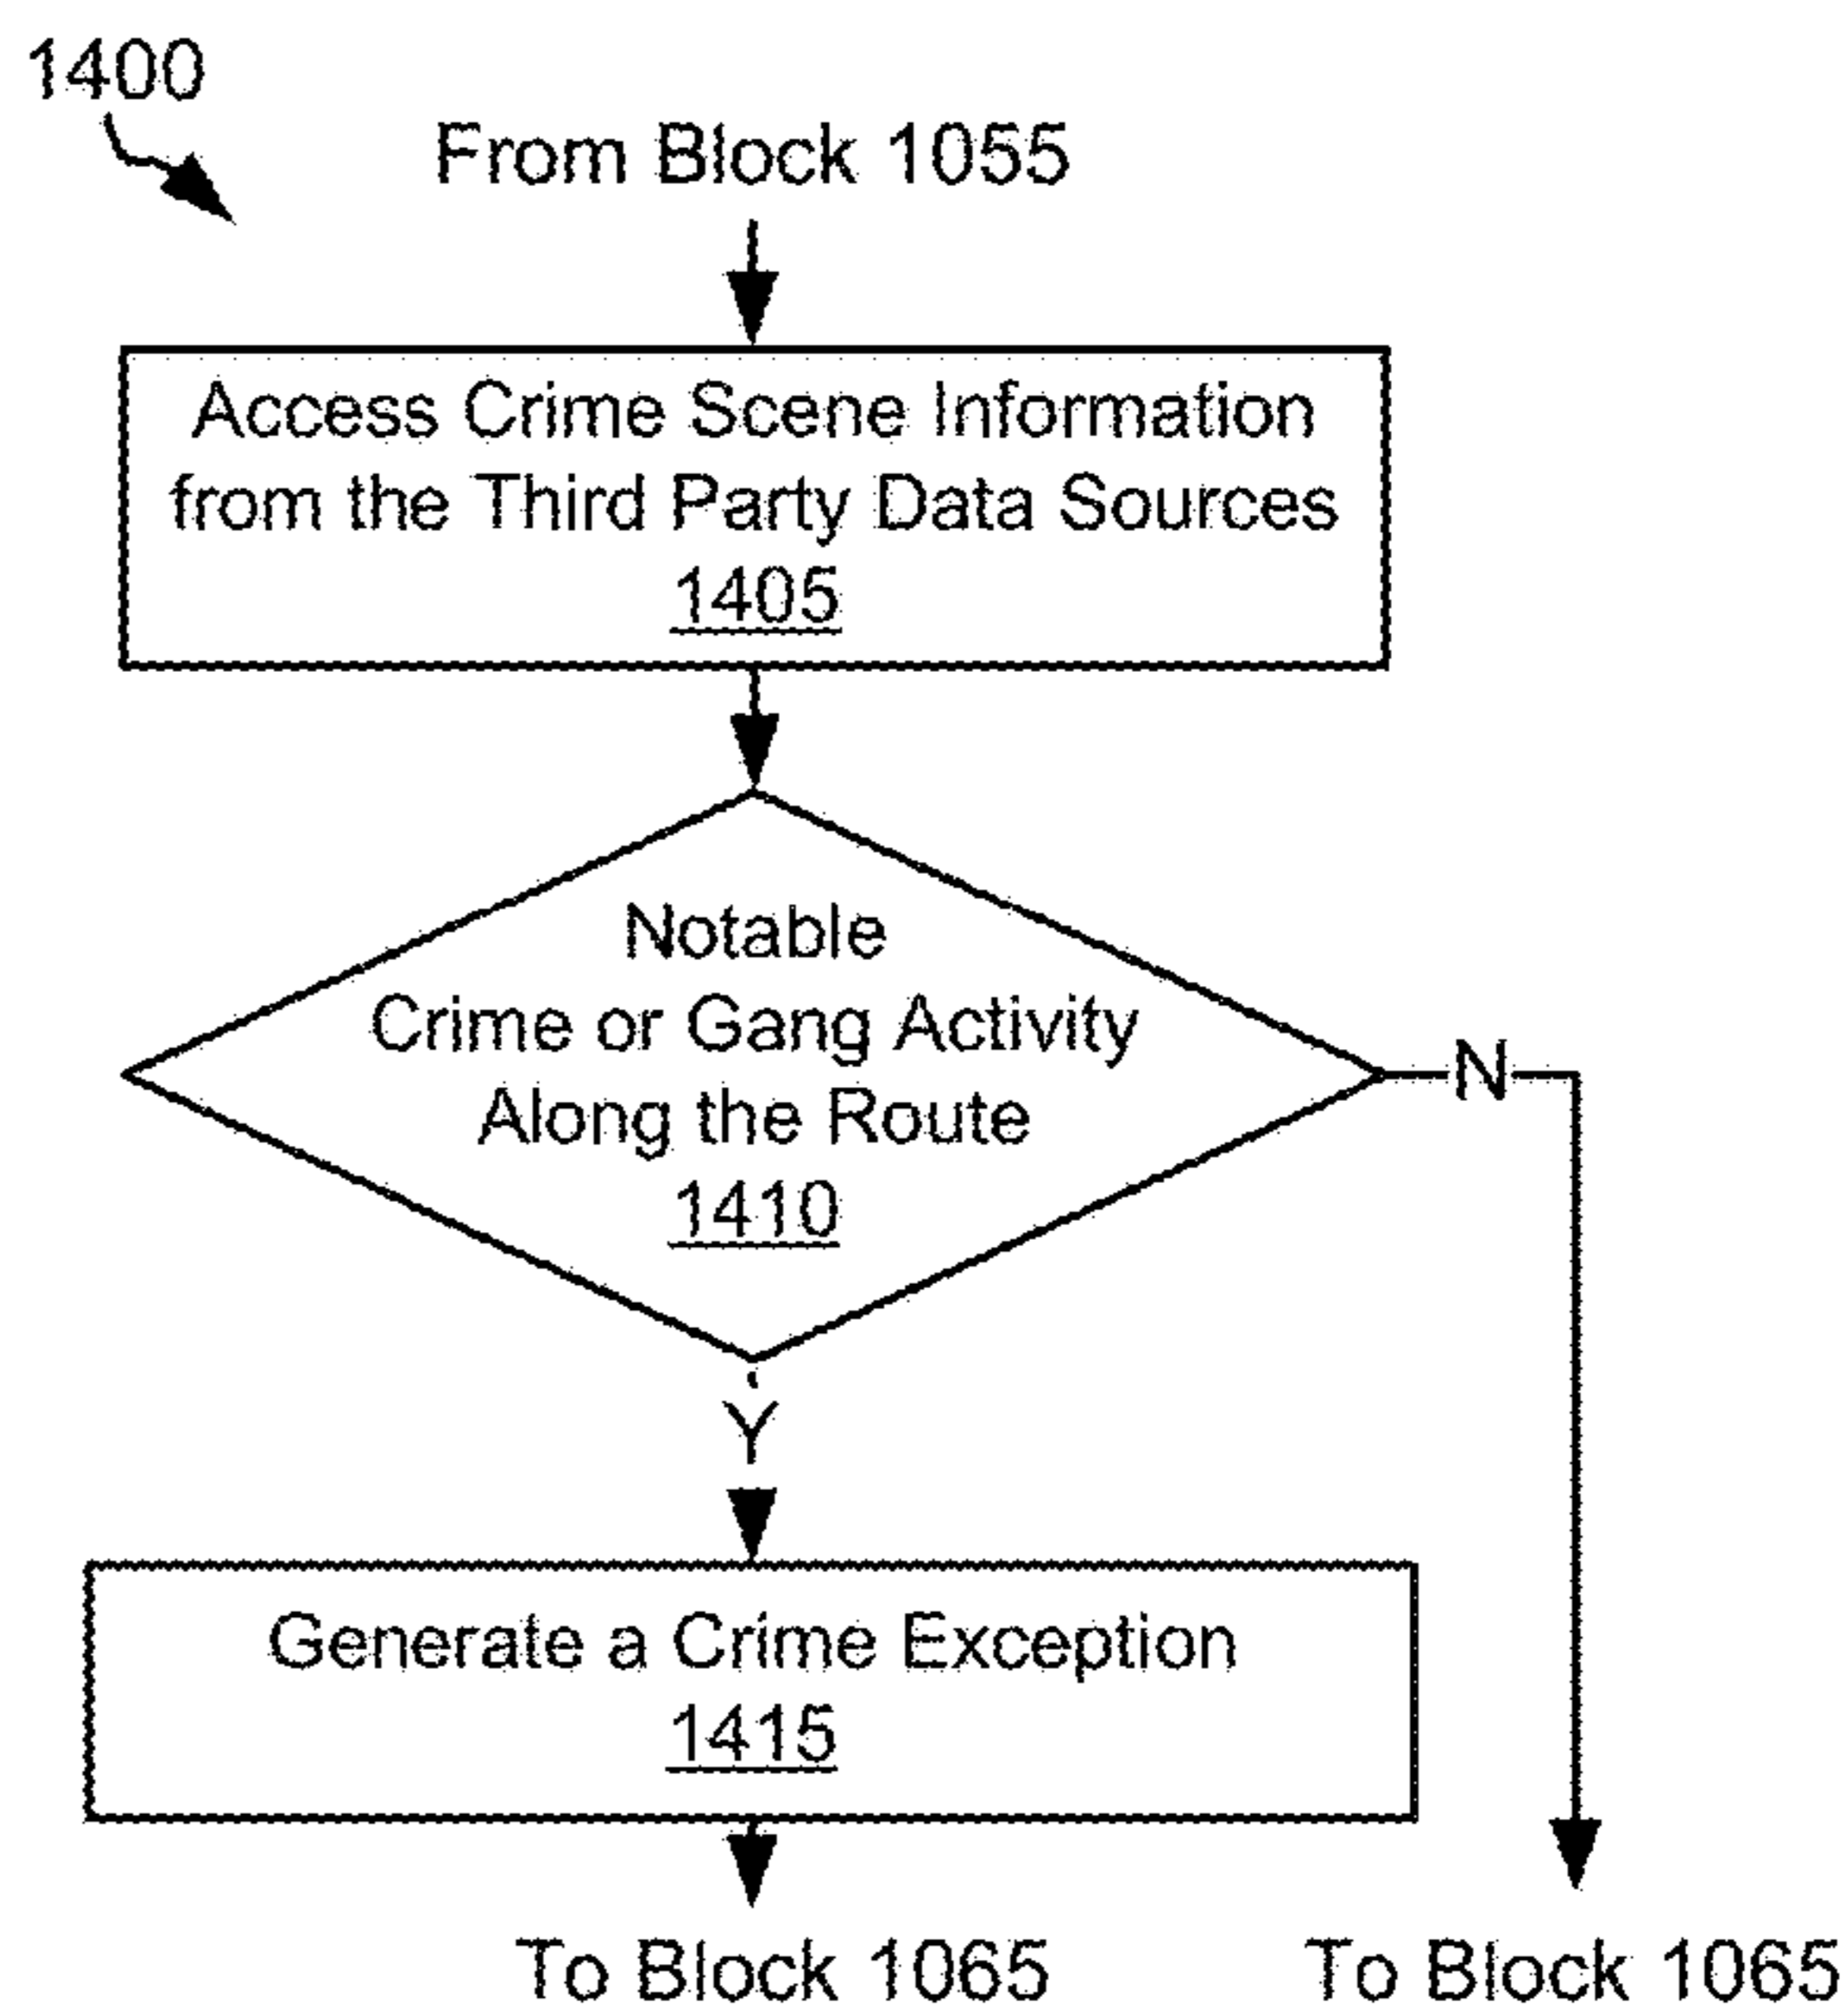 1400
From Block 1055
Access Crime Scene Information
from the Third Party Data Sources
1405
Notable
Crime or Gang Activity
Along the Route
1410
N
Y
Generate a Crime Exception
1415
To Block 1065
To Block 1065